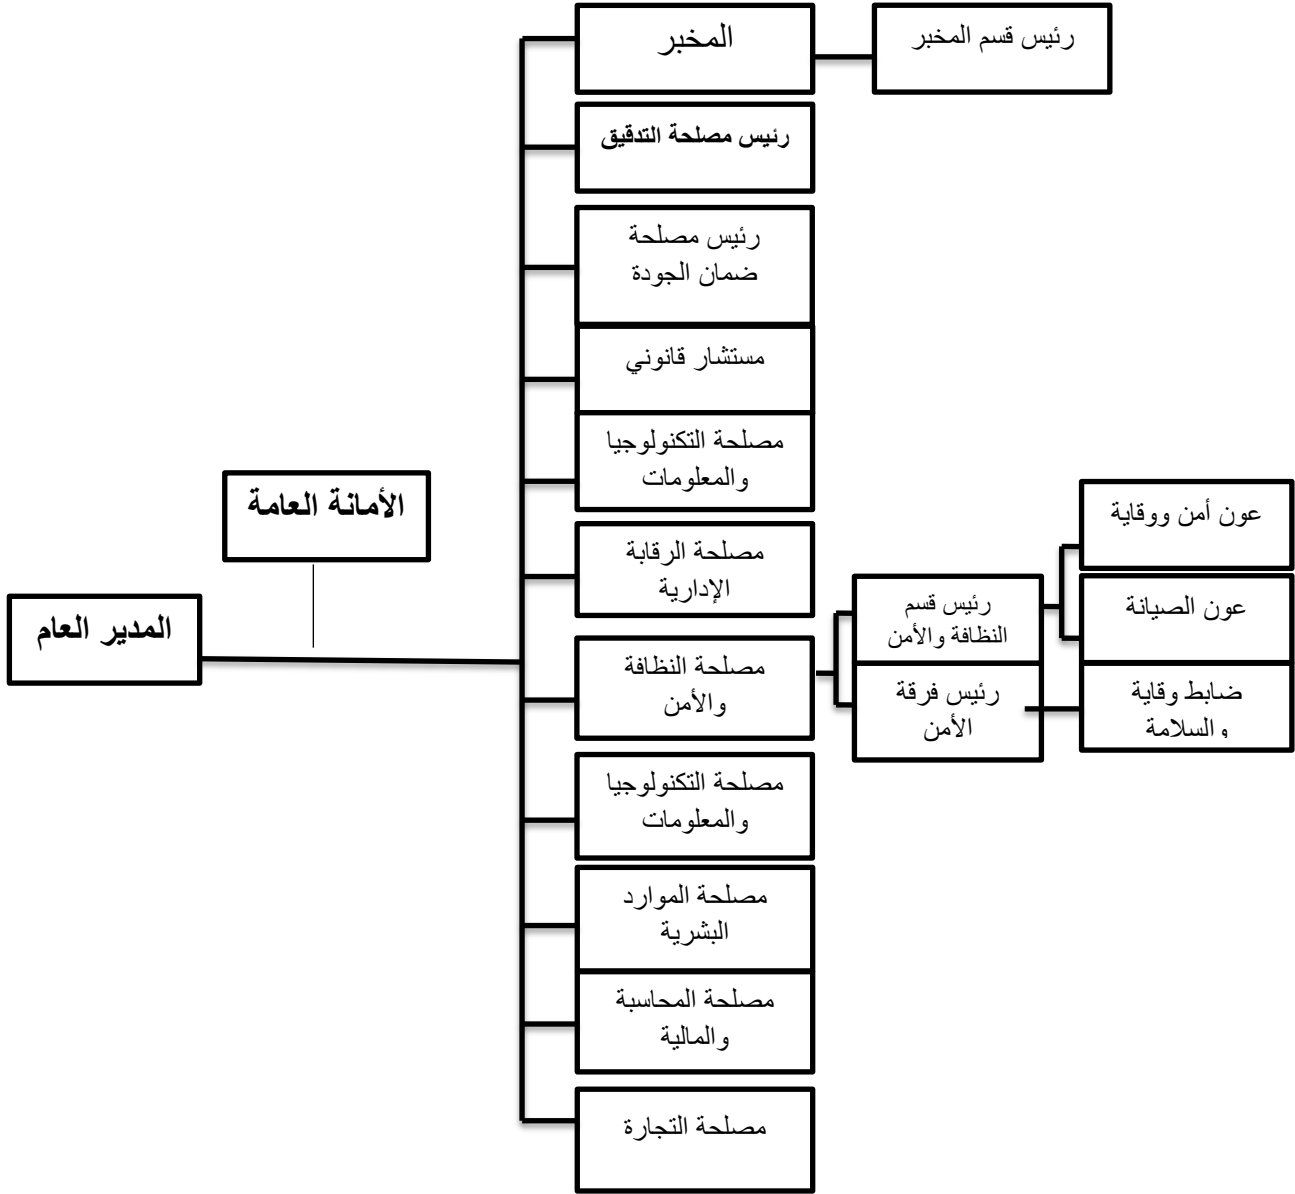 المخبر
رئيس قسم المخبر
رئيس مصلحة التدقيق
رئيس مصلحة
ضمان الجودة
مستشار قانوني
مصلحة التكنولوجيا
والمعلومات
الأمانة العامة
عون أمن ووقاية
مصلحة الرقابة
الإدارية
رئيس قسم
النظافة والأمن
عون الصيانة
المدير العام
مصلحة النظافة
والأمن
رئيس فرقة
الأمن
ضابط وقاية
والسلامة
مصلحة التكنولوجيا
والمعلومات
مصلحة الموارد
البشرية
مصلحة المحاسبة
والمالية
مصلحة التجارة